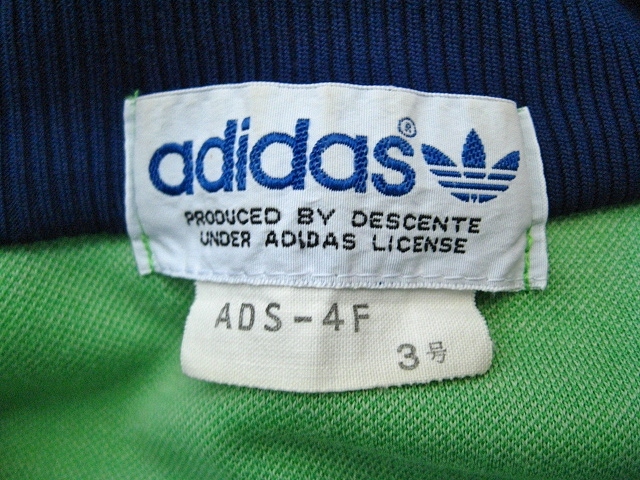 adidas®
PRODUCED BY DESCENTE
UNDER ADIDAS LICENSE
ADS-4F
3号